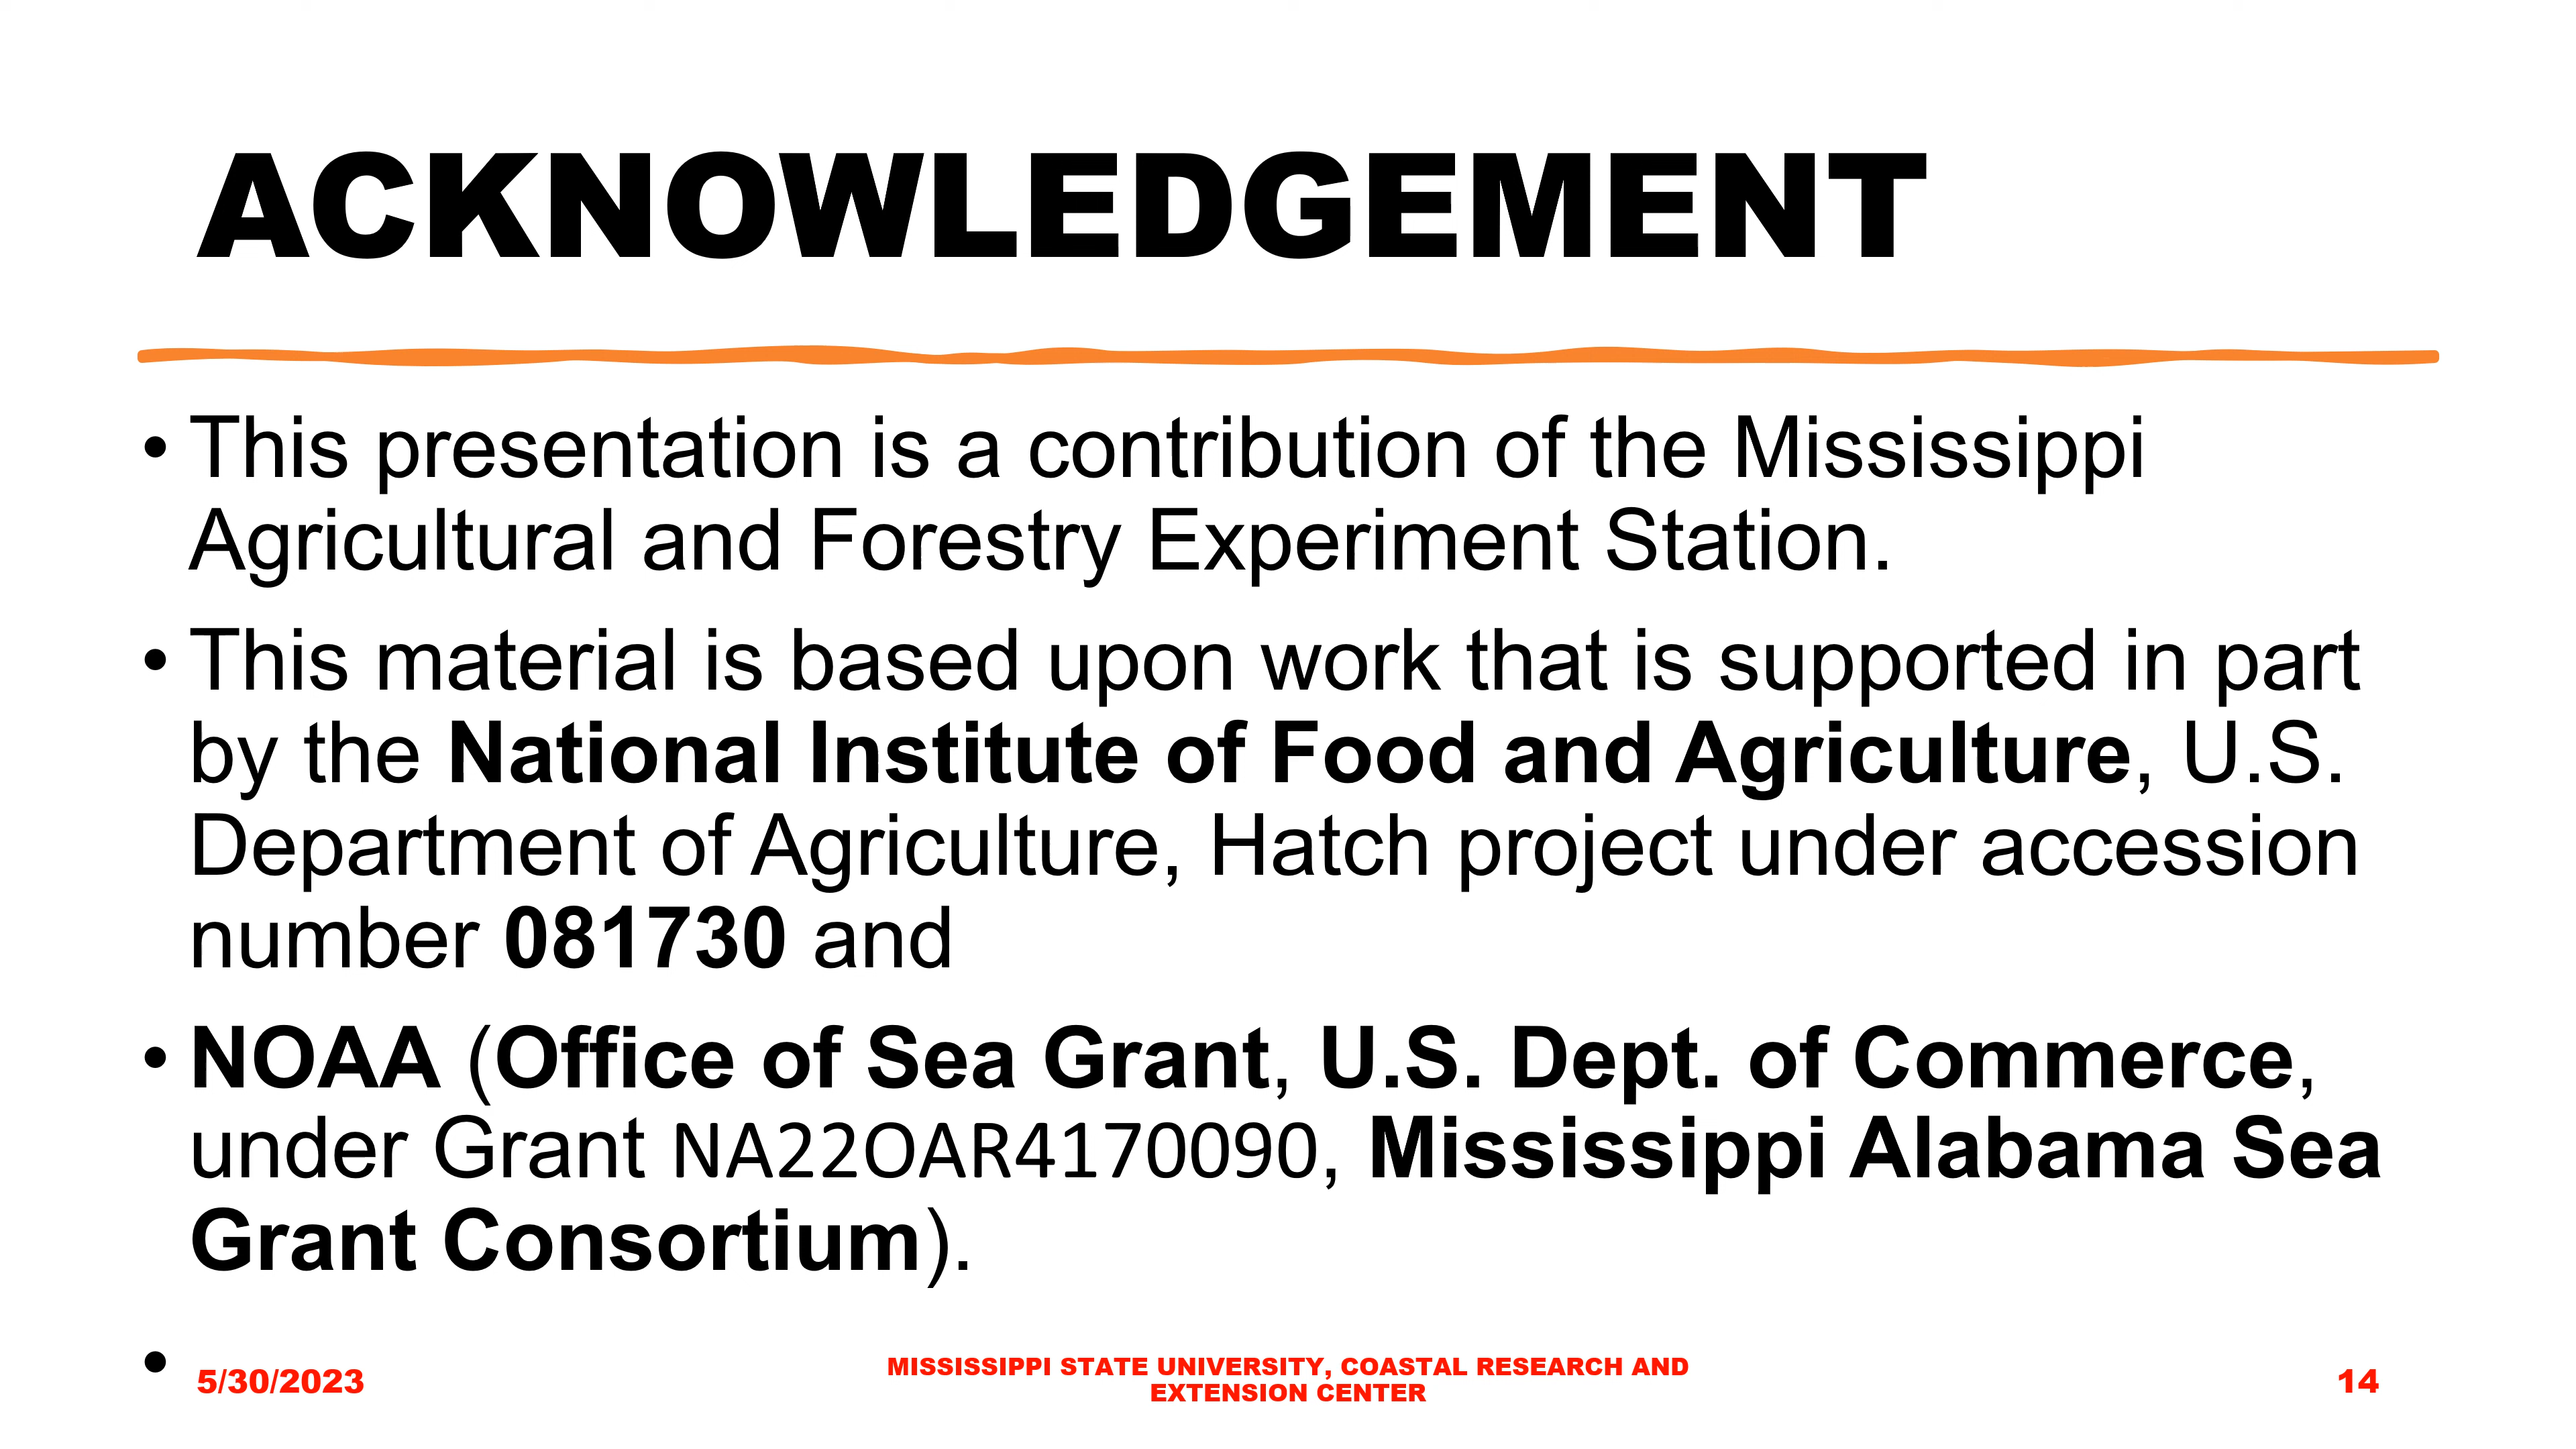 ACKNOWLEDGEMENT
• This presentation is a contribution of the Mississippi
Agricultural and Forestry Experiment Station.
• This material is based upon work that is supported in part
by the National Institute of Food and Agriculture, U.S.
Department of Agriculture, Hatch project under accession
number 081730 and
• NOAA (Office of Sea Grant, U.S. Dept. of Commerce,
under Grant NA22OAR4170090, Mississippi Alabama Sea
Grant Consortium).
•
5/30/2023
MISSISSIPPI STATE UNIVERSITY, COASTAL RESEARCH AND
EXTENSION CENTER
14